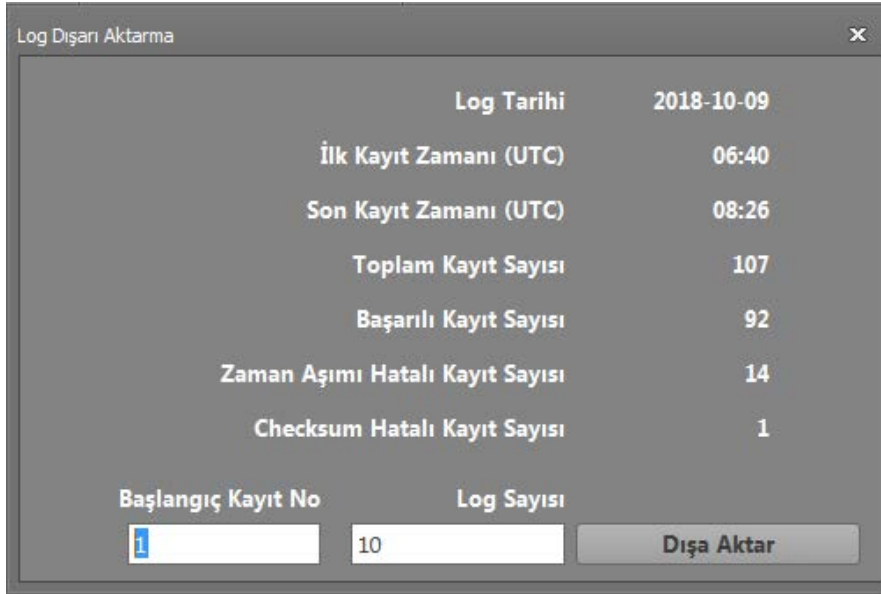 Log Dışarı Aktarma
Log Tarihi 2018-10-09
İlk Kayıt Zamanı (UTC) 06:40
Son Kayıt Zamanı (UTC) 08:26
Toplam Kayıt Sayısı 107
Başarılı Kayıt Sayısı 92
Zaman Aşımı Hatalı Kayıt Sayısı 14
Checksum Hatalı Kayıt Sayısı 1
Başlangıç Kayıt No Log Sayısı
1 10 Dışa Aktar